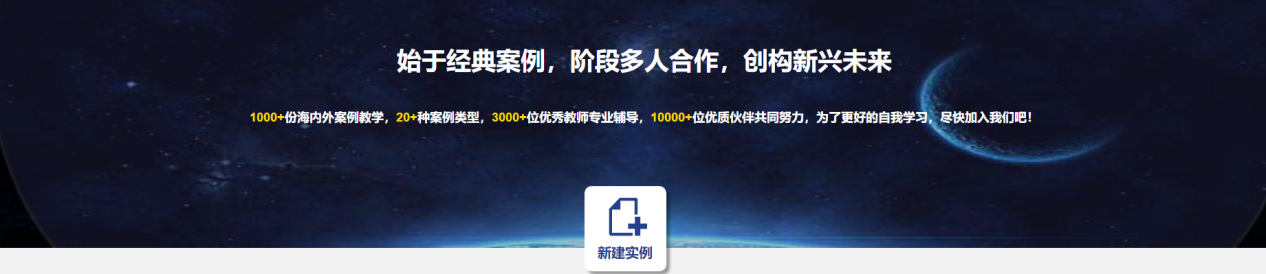 始于经典案例，阶段多人合作，创构新兴未来
1000+份海内外案例教学，20+种案例类型，3000+位优秀教师专业辅导，10000+位优质伙伴共同努力，为了更好的自我学习，尽快加入我们吧！
新建实例